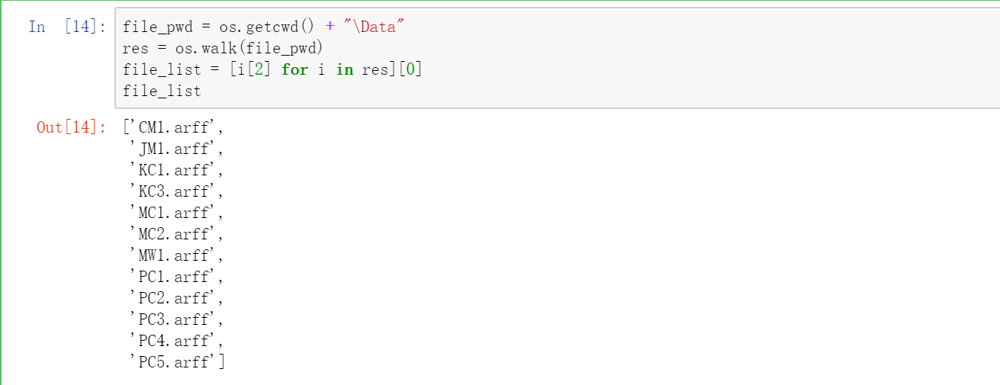 In [14]: file_pwd = os.getcwd() + "\Data"
res = os.walk(file_pwd)
file_list = [i[2] for i in res][0]
file_list
Out[14]: ['CM1.arff',
'JM1.arff',
'KC1.arff',
'KC3.arff',
'MC1.arff',
'MC2.arff',
'MW1.arff',
'PC1.arff',
'PC2.arff',
'PC3.arff',
'PC4.arff',
'PC5.arff']